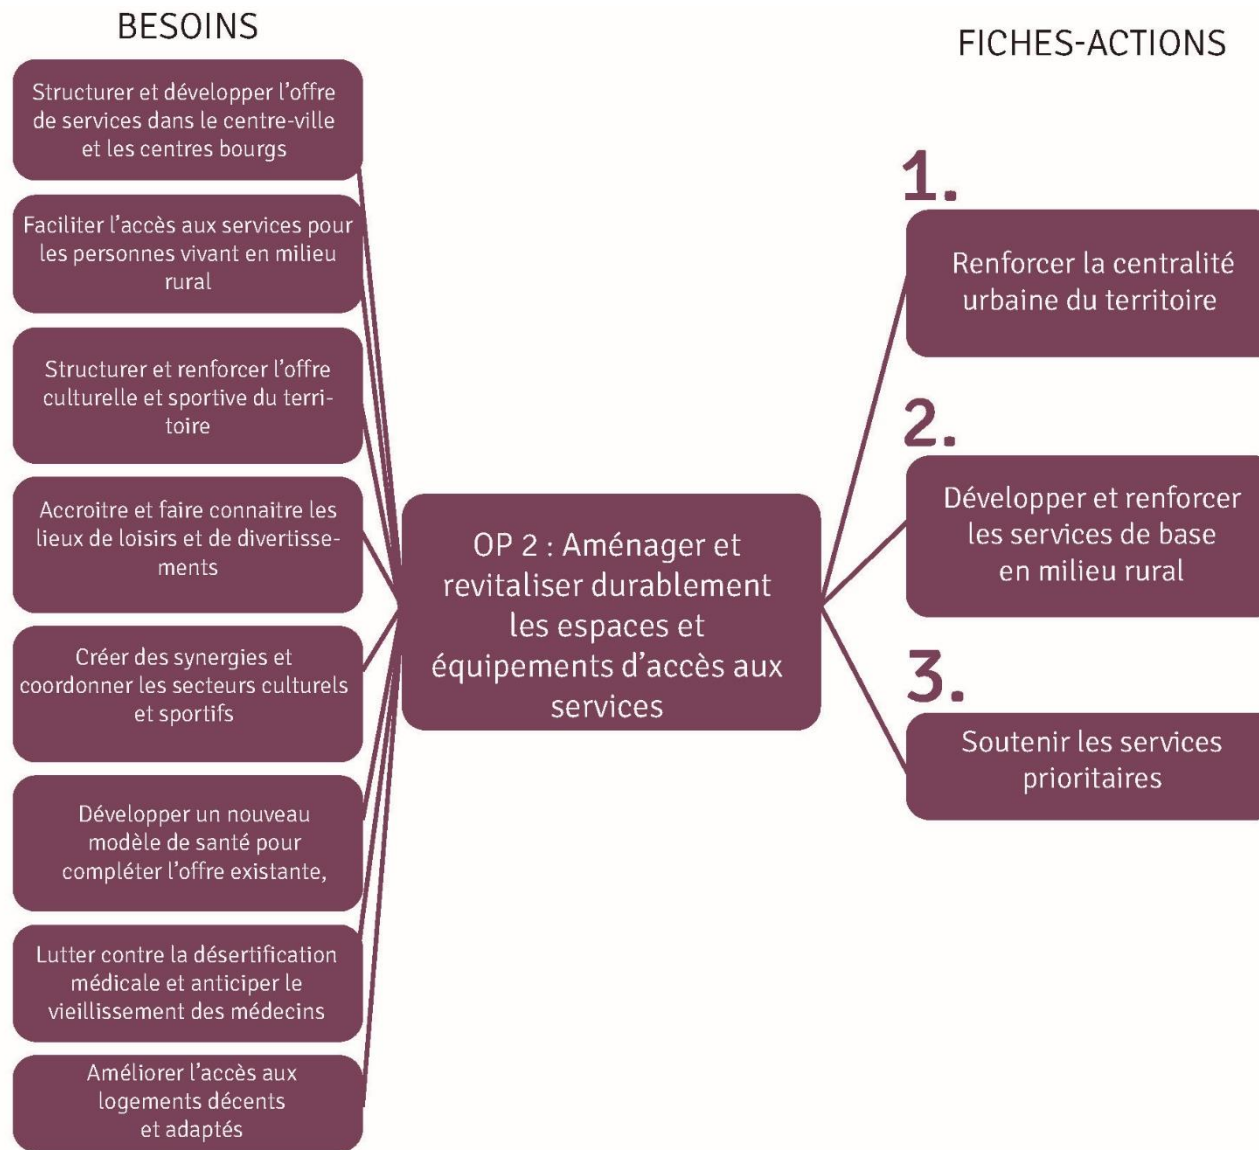 BESOINS
Structurer et développer l'offre
de services dans le centre-ville
et les centres bourgs
Faciliter l'accès aux services pour
les personnes vivant en milieu
rural
Structurer et renforcer l'offre
culturelle et sportive du terri-
toire
Accroitre et faire connaitre les
lieux de loisirs et de divertisse-
ments
Créer des synergies et
coordonner les secteurs culturels
et sportifs
Développer un nouveau
modèle de santé pour
compléter l'offre existante,
Lutter contre la désertification
médicale et anticiper le
vieillissement des médecins
Améliorer l'accès aux
logements décents
et adaptés
OP 2 : Aménager et
revitaliser durablement
les espaces et
équipements d'accès aux
services
FICHES-ACTIONS
1.
Renforcer la centralité
urbaine du territoire
2.
Développer et renforcer
les services de base
en milieu rural
3.
Soutenir les services
prioritaires